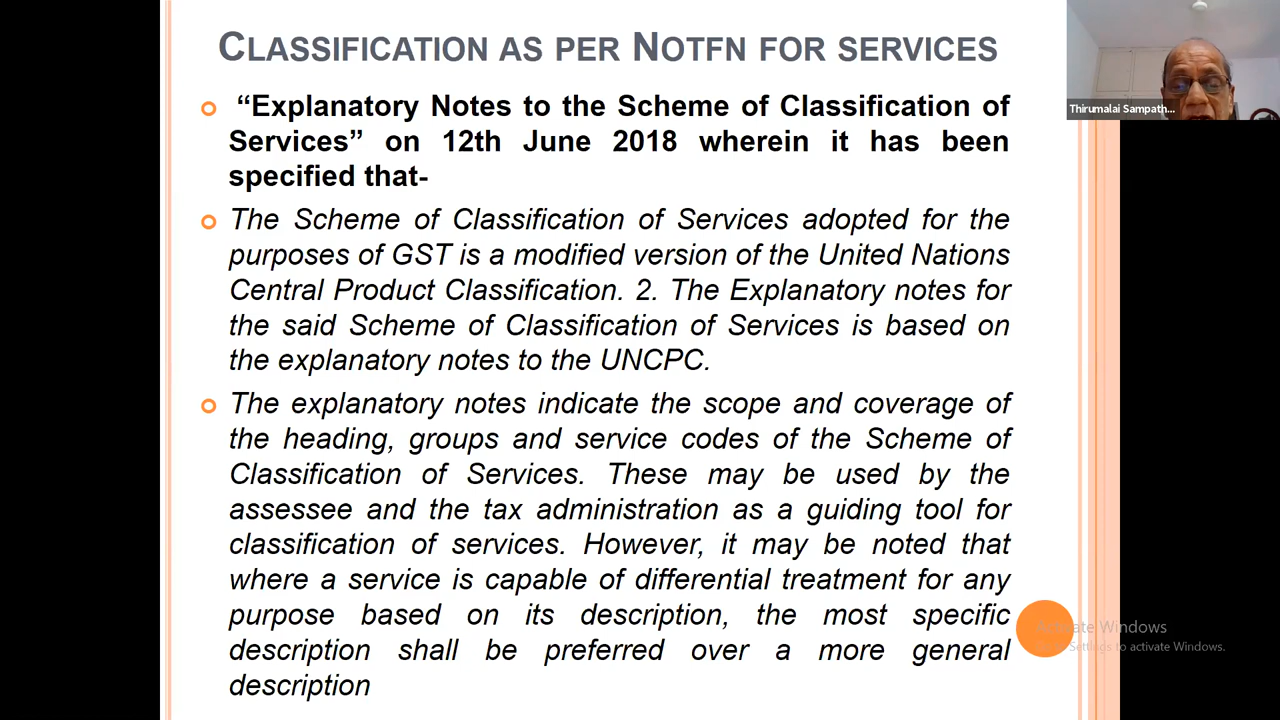 CLASSIFICATION AS PER NOTFN FOR SERVICES
“Explanatory Notes to the Scheme of Classification of
Services” on 12th June 2018 wherein it has been
specified that-
The Scheme of Classification of Services adopted for the
purposes of GST is a modified version of the United Nations
Central Product Classification. 2. The Explanatory notes for
the said Scheme of Classification of Services is based on
the explanatory notes to the UNCPC.
The explanatory notes indicate the scope and coverage of
the heading, groups and service codes of the Scheme of
Classification of Services. These may be used by the
assessee and the tax administration as a guiding tool for
classification of services. However, it may be noted that
where a service is capable of differential treatment for any
purpose based on its description, the most specific
description shall be preferred over a more general
description
Thirumalai Sampath...
Activate Windows
Settings to activate Windows.